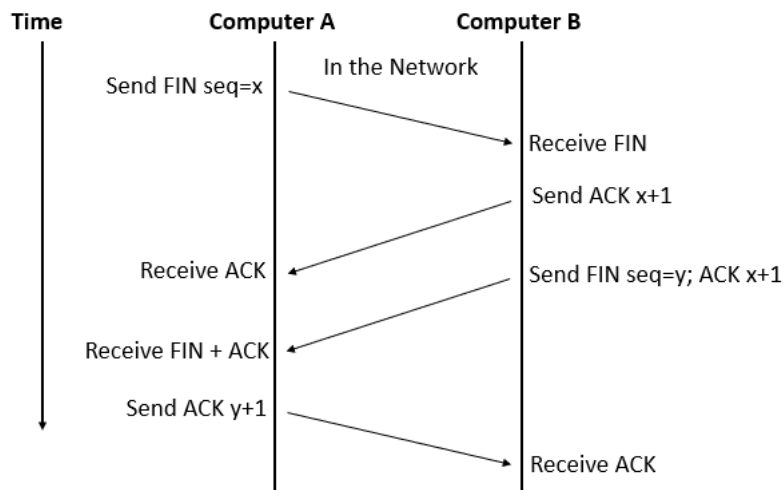 Time
Computer A
Computer B
In the Network
Send FIN seq=x
Receive FIN
Send ACK x+1
Receive ACK
Send FIN seq=y; ACK x+1
Receive FIN + ACK
Send ACK y+1
Receive ACK